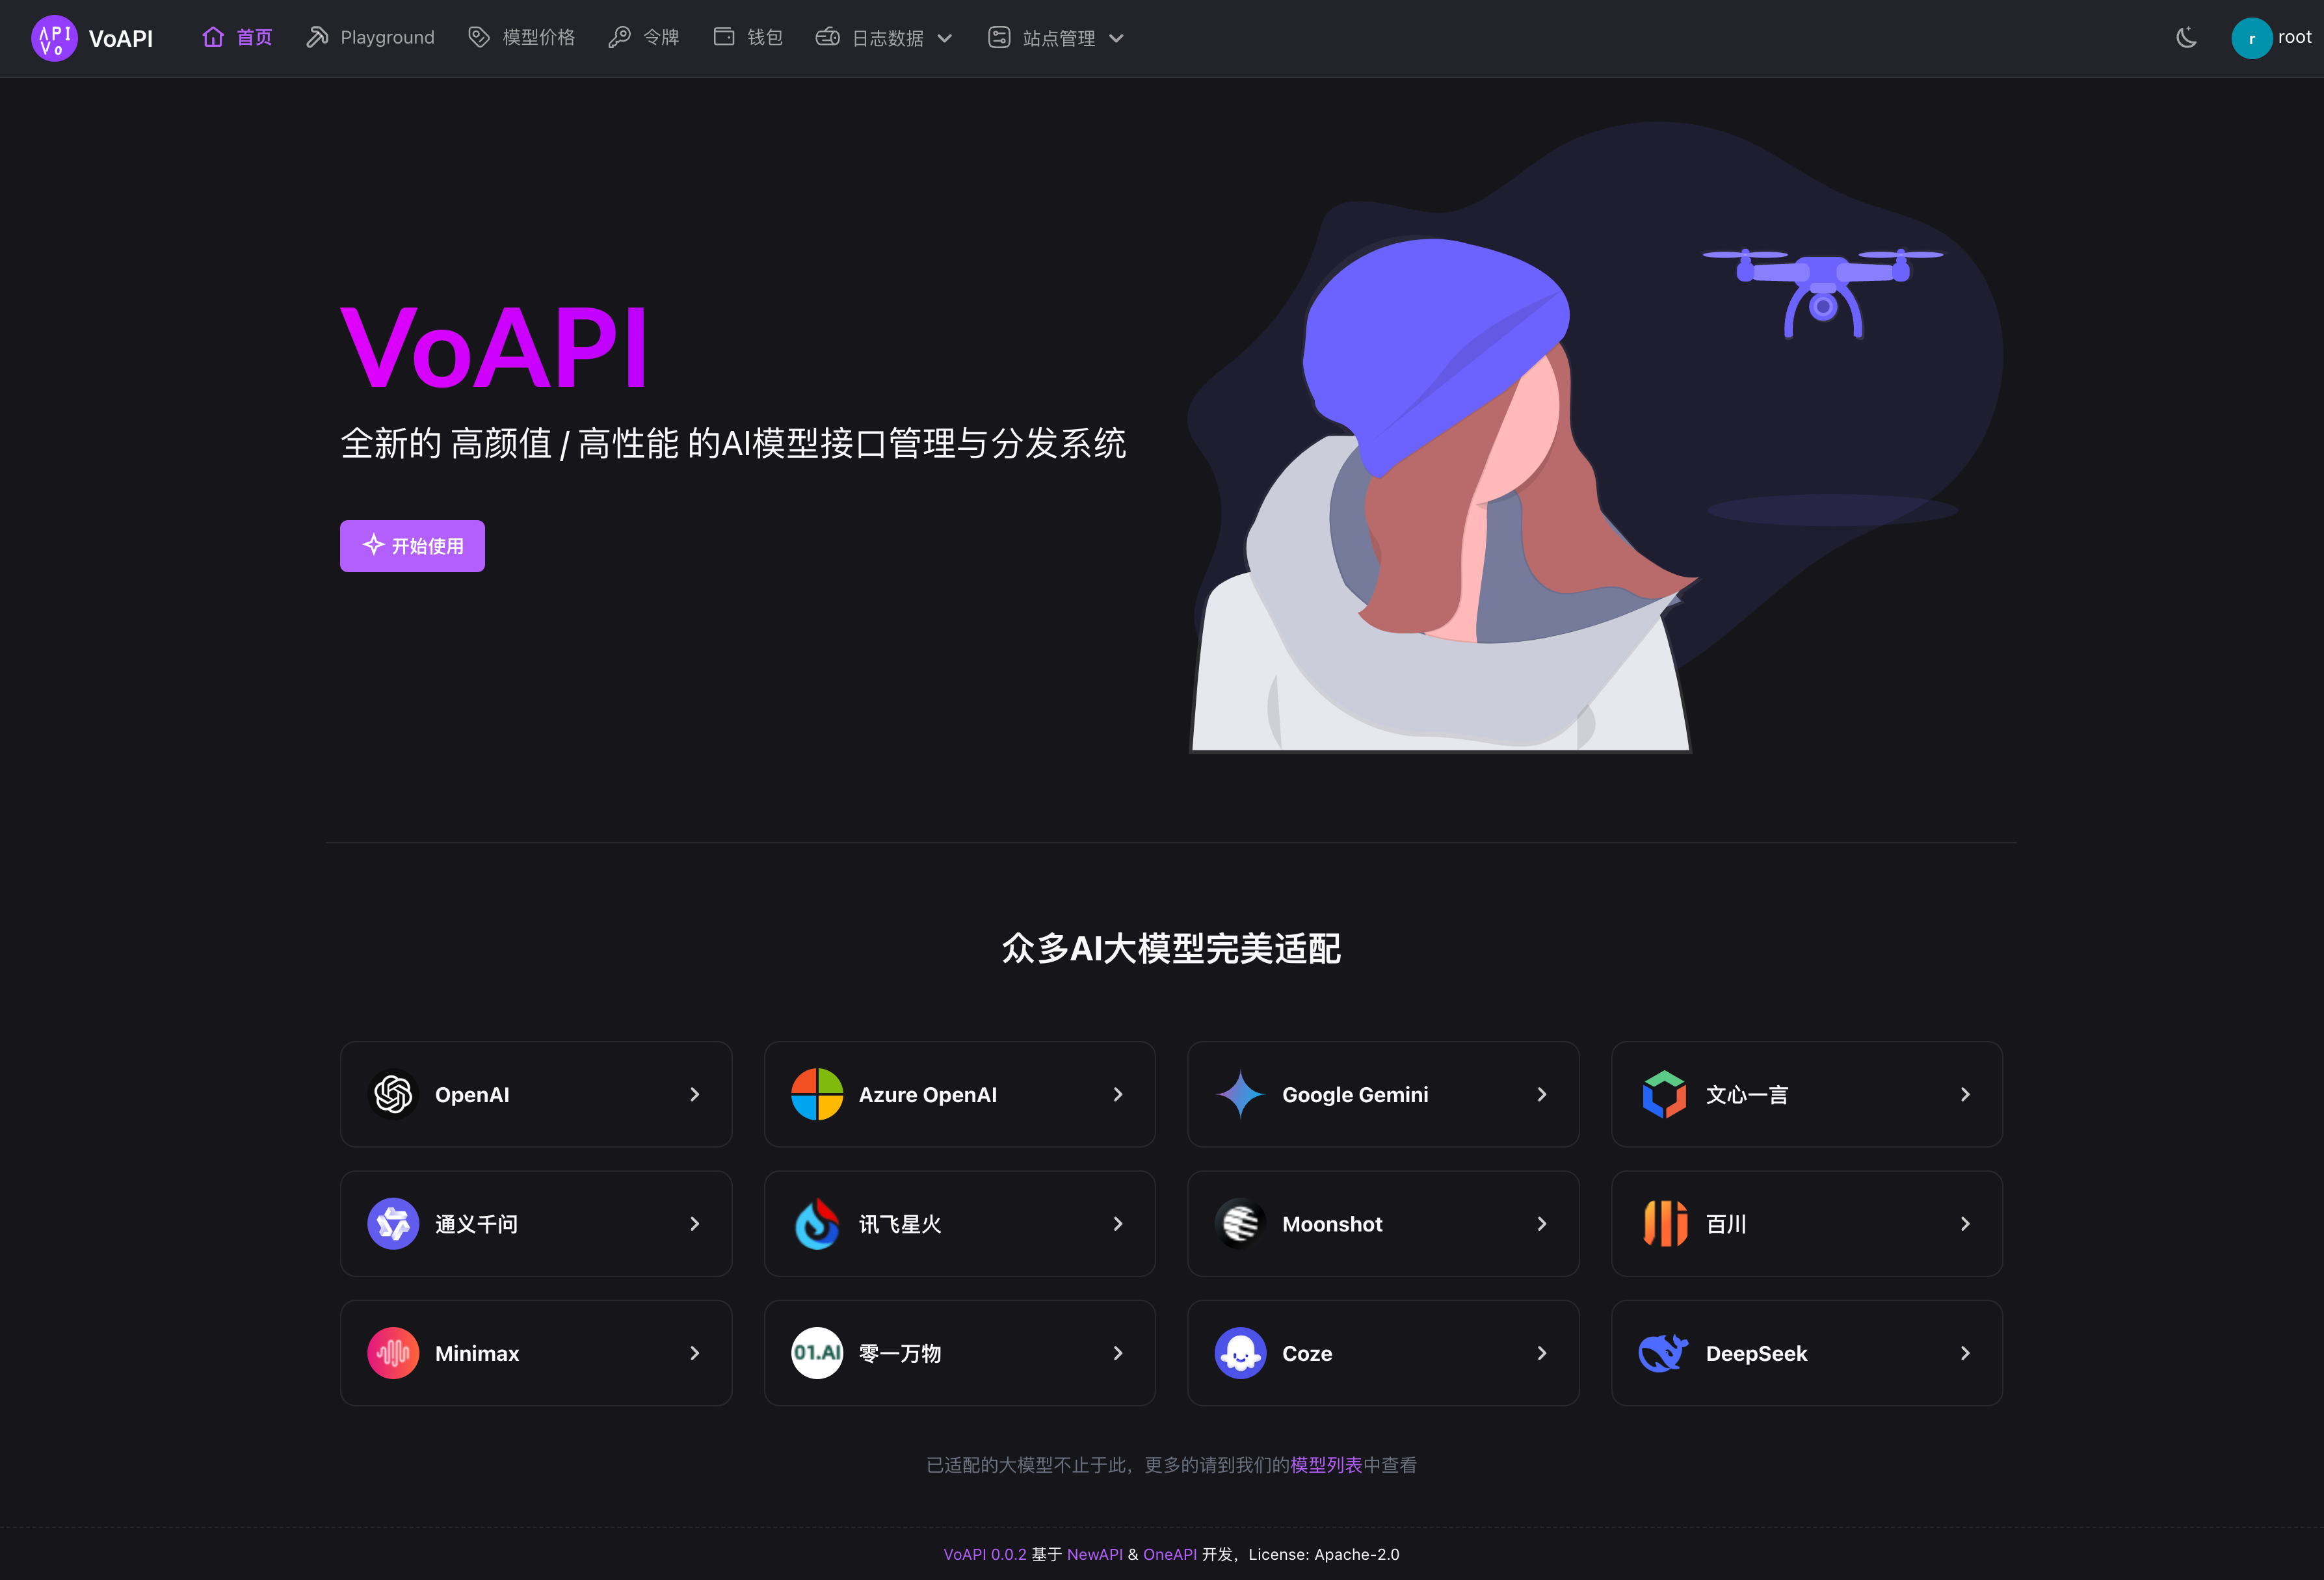 API Vo VoAPI 首页 Playground 模型价格 令牌 钱包 日志数据 站点管理 r root
VoAPI
全新的 高颜值 / 高性能 的AI模型接口管理与分发系统
开始使用
众多AI大模型完美适配
OpenAI
Azure OpenAI
Google Gemini
文心一言
通义千问
讯飞星火
Moonshot
百川
Minimax
01.AI 零一万物
Coze
DeepSeek
已适配的大模型不止于此，更多的请到我们的模型列表中查看
VoAPI 0.0.2 基于 NewAPI & OneAPI 开发，License: Apache-2.0